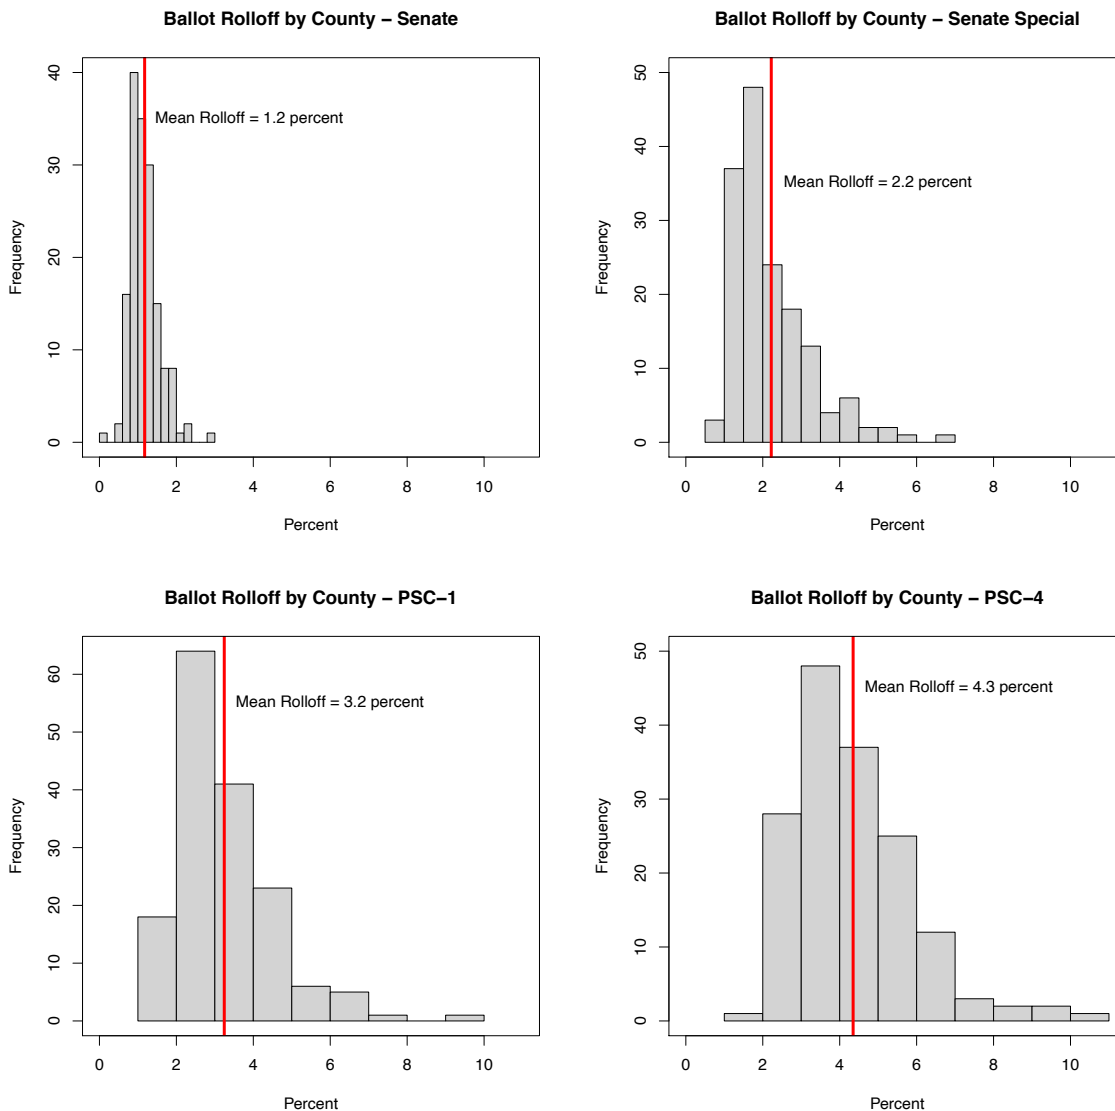 Ballot Rolloff by County – Senate
Mean Rolloff = 1.2 percent
Frequency
0 10 20 30 40
0 2 4 6 8 10
Percent
Ballot Rolloff by County – Senate Special
Mean Rolloff = 2.2 percent
Frequency
0 10 20 30 40 50
0 2 4 6 8 10
Percent
Ballot Rolloff by County – PSC–1
Mean Rolloff = 3.2 percent
Frequency
0 10 20 30 40 50 60
0 2 4 6 8 10
Percent
Ballot Rolloff by County – PSC–4
Mean Rolloff = 4.3 percent
Frequency
0 10 20 30 40 50
0 2 4 6 8 10
Percent